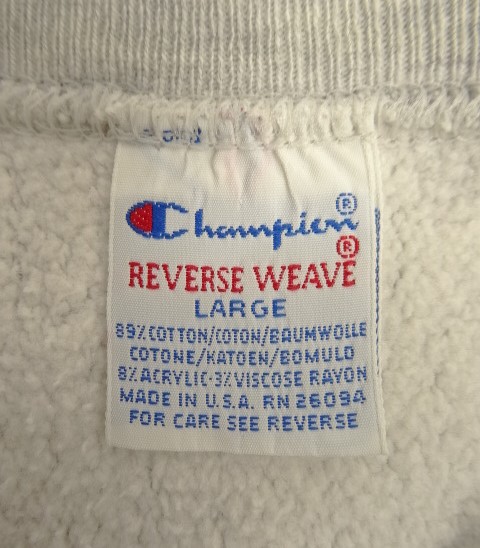 Champion®
REVERSE WEAVE®
LARGE
89% COTTON/COTON/BAUMWOLLE
COTONE/KATOEN/BOMULD
8% ACRYLIC·3% VISCOSE RAYON
MADE IN U.S.A. RN 26094
FOR CARE SEE REVERSE